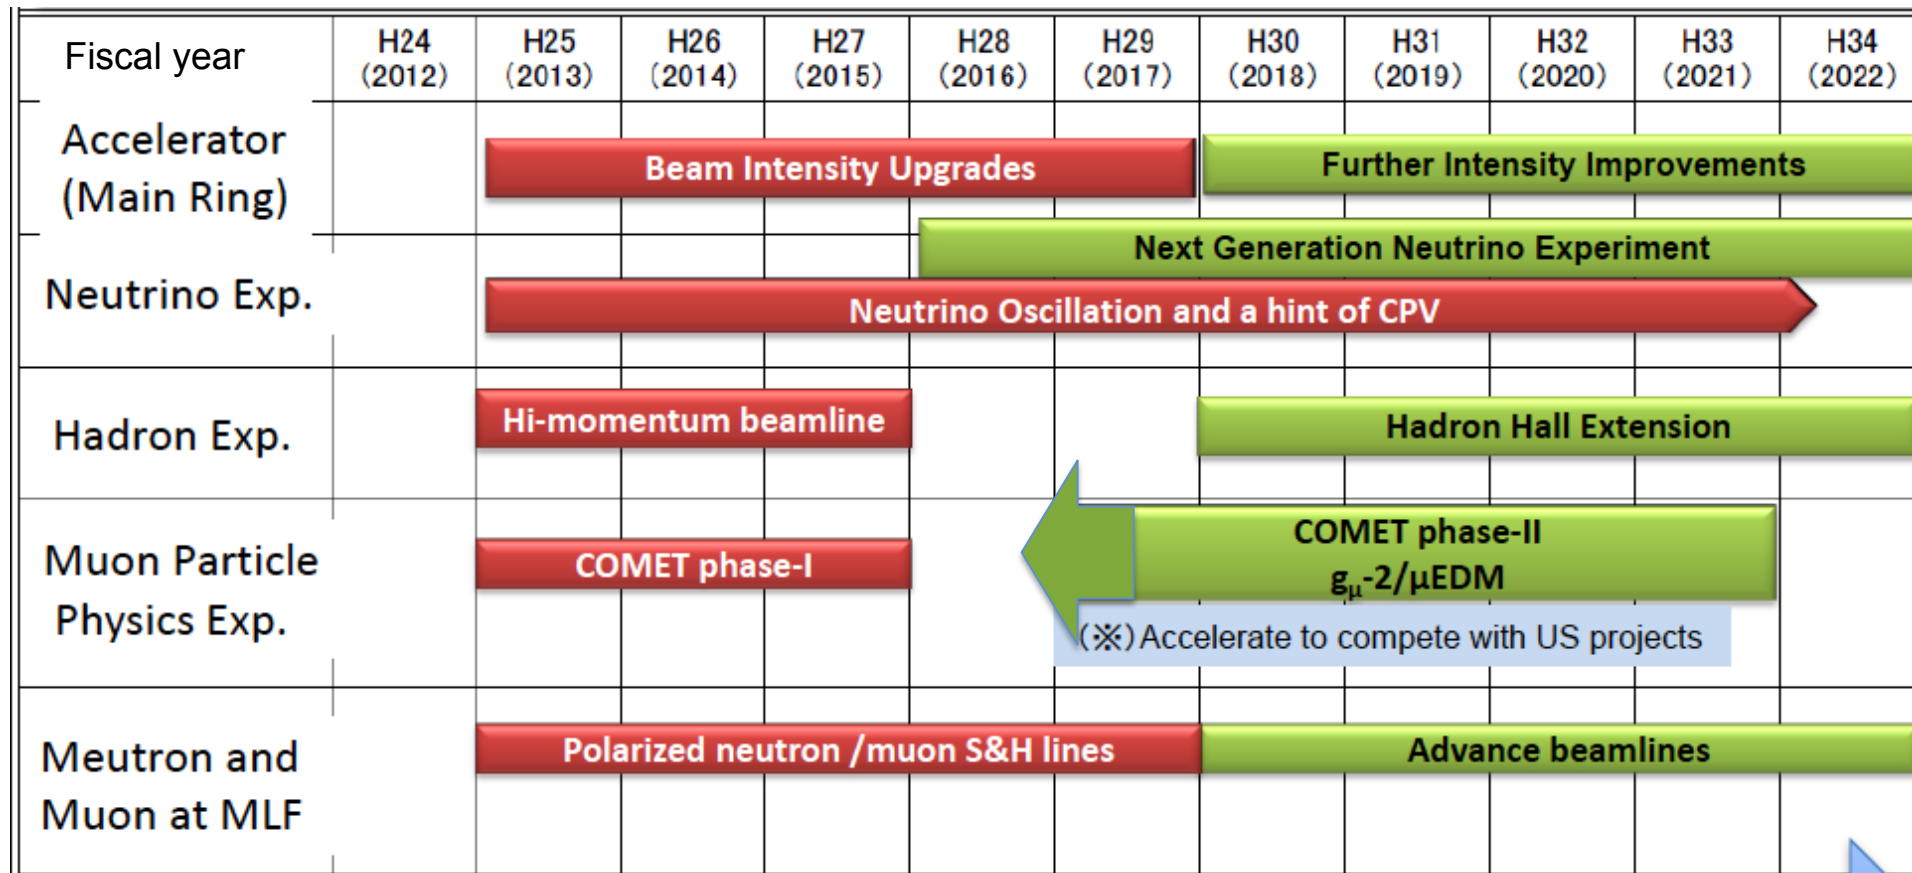 Fiscal year
H24 H25 H26 H27 H28 H29 H30 H31 H32 H33 H34
（2012） （2013） （2014） （2015） （2016） （2017） （2018） （2019） （2020） （2021） （2022）
Accelerator
(Main Ring)
Beam Intensity Upgrades
Further Intensity Improvements
Next Generation Neutrino Experiment
Neutrino Exp.
Neutrino Oscillation and a hint of CPV
Hadron Exp.
Hi-momentum beamline
Hadron Hall Extension
Muon Particle
Physics Exp.
COMET phase-I
COMET phase-II
gμ-2/μEDM
(※)Accelerate to compete with US projects
Meutron and
Muon at MLF
Polarized neutron /muon S&H lines
Advance beamlines